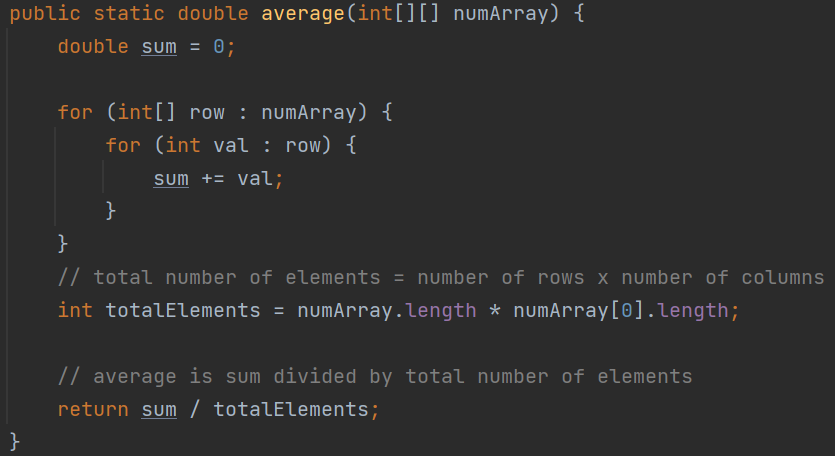 public static double average(int[][] numArray) {
double sum = 0;
for (int[] row : numArray) {
for (int val : row) {
sum += val;
}
}
// total number of elements = number of rows x number of columns
int totalElements = numArray.length * numArray[0].length;
// average is sum divided by total number of elements
return sum / totalElements;
}